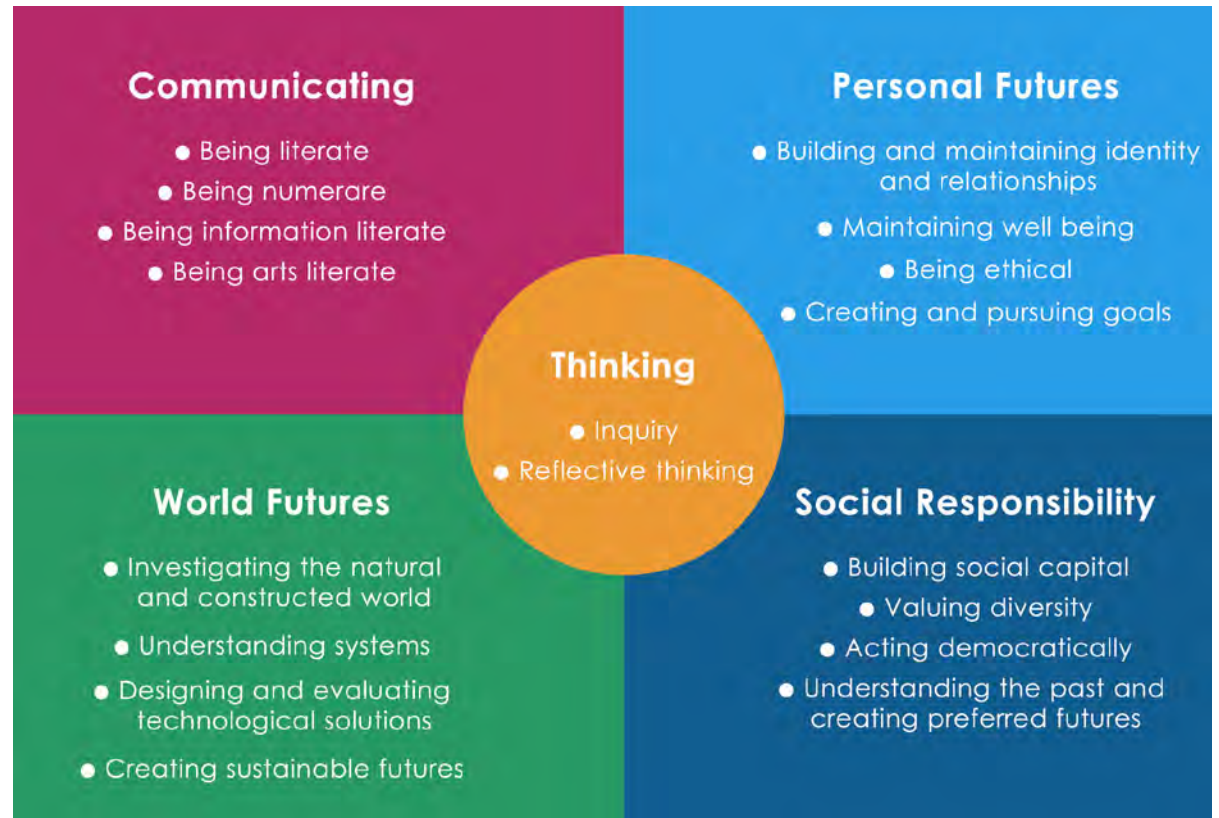 Communicating
● Being literate
● Being numerare
● Being information literate
● Being arts literate
Personal Futures
● Building and maintaining identity
and relationships
● Maintaining well being
● Being ethical
● Creating and pursuing goals
Thinking
● Inquiry
● Reflective thinking
World Futures
● Investigating the natural
and constructed world
● Understanding systems
● Designing and evaluating
technological solutions
● Creating sustainable futures
Social Responsibility
● Building social capital
● Valuing diversity
● Acting democratically
● Understanding the past and
creating preferred futures